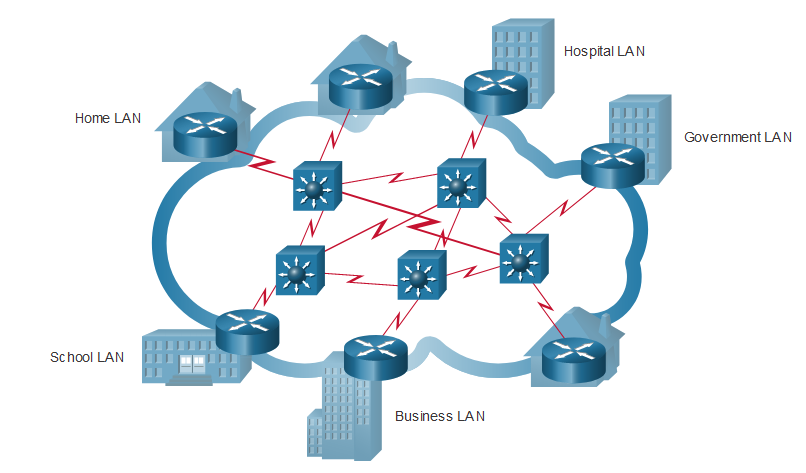 Hospital LAN
Home LAN
Government LAN
School LAN
Business LAN